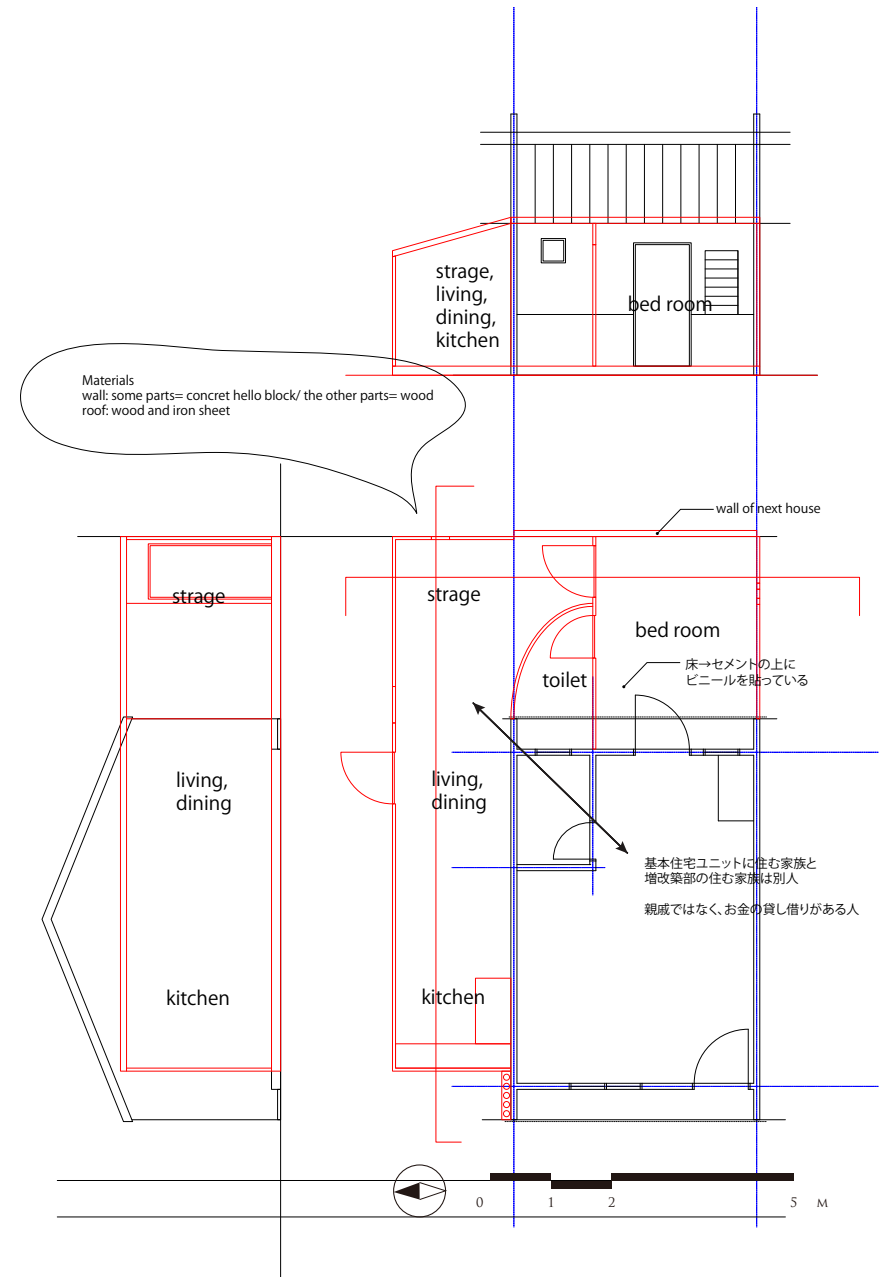 strage,
living,
dining,
kitchen
bed room
Materials
wall: some parts= concret hello block/ the other parts= wood
roof: wood and iron sheet
wall of next house
strage
strage
bed room
toilet
床→セメントの上に
ビニールを貼っている
living,
dining
living,
dining
基本住宅ユニットに住む家族と
増改築部の住む家族は別人
親戚ではなく、お金の貸し借りがある人
kitchen
kitchen
0 1 2 5 M